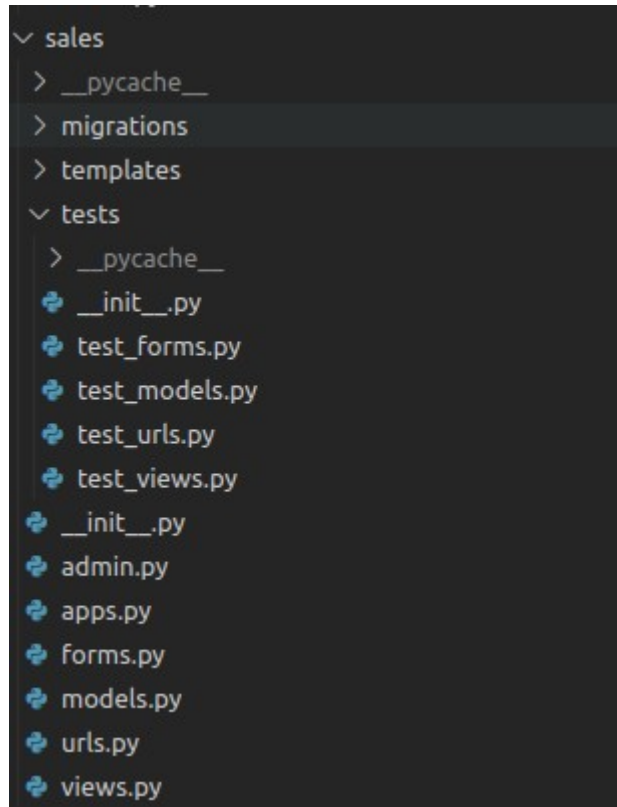 sales
__pycache__
migrations
templates
tests
__pycache__
__init__.py
test_forms.py
test_models.py
test_urls.py
test_views.py
__init__.py
admin.py
apps.py
forms.py
models.py
urls.py
views.py